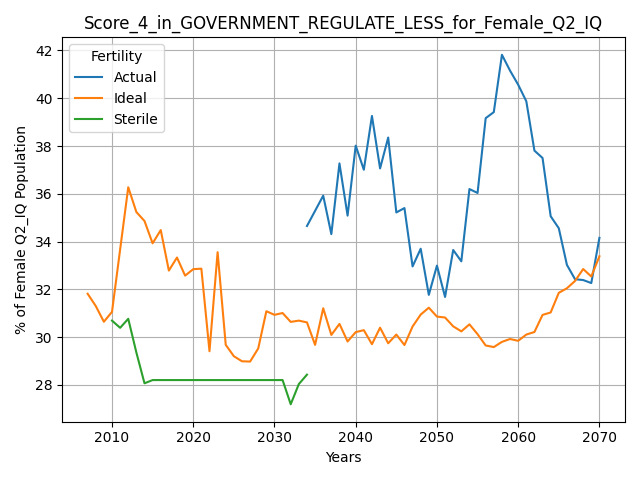 Score_4_in_GOVERNMENT_REGULATE_LESS_for_Female_Q2_IQ
Fertility
Actual
Ideal
Sterile
% of Female Q2_IQ Population
42
40
38
36
34
32
30
28
2010 2020 2030 2040 2050 2060 2070
Years